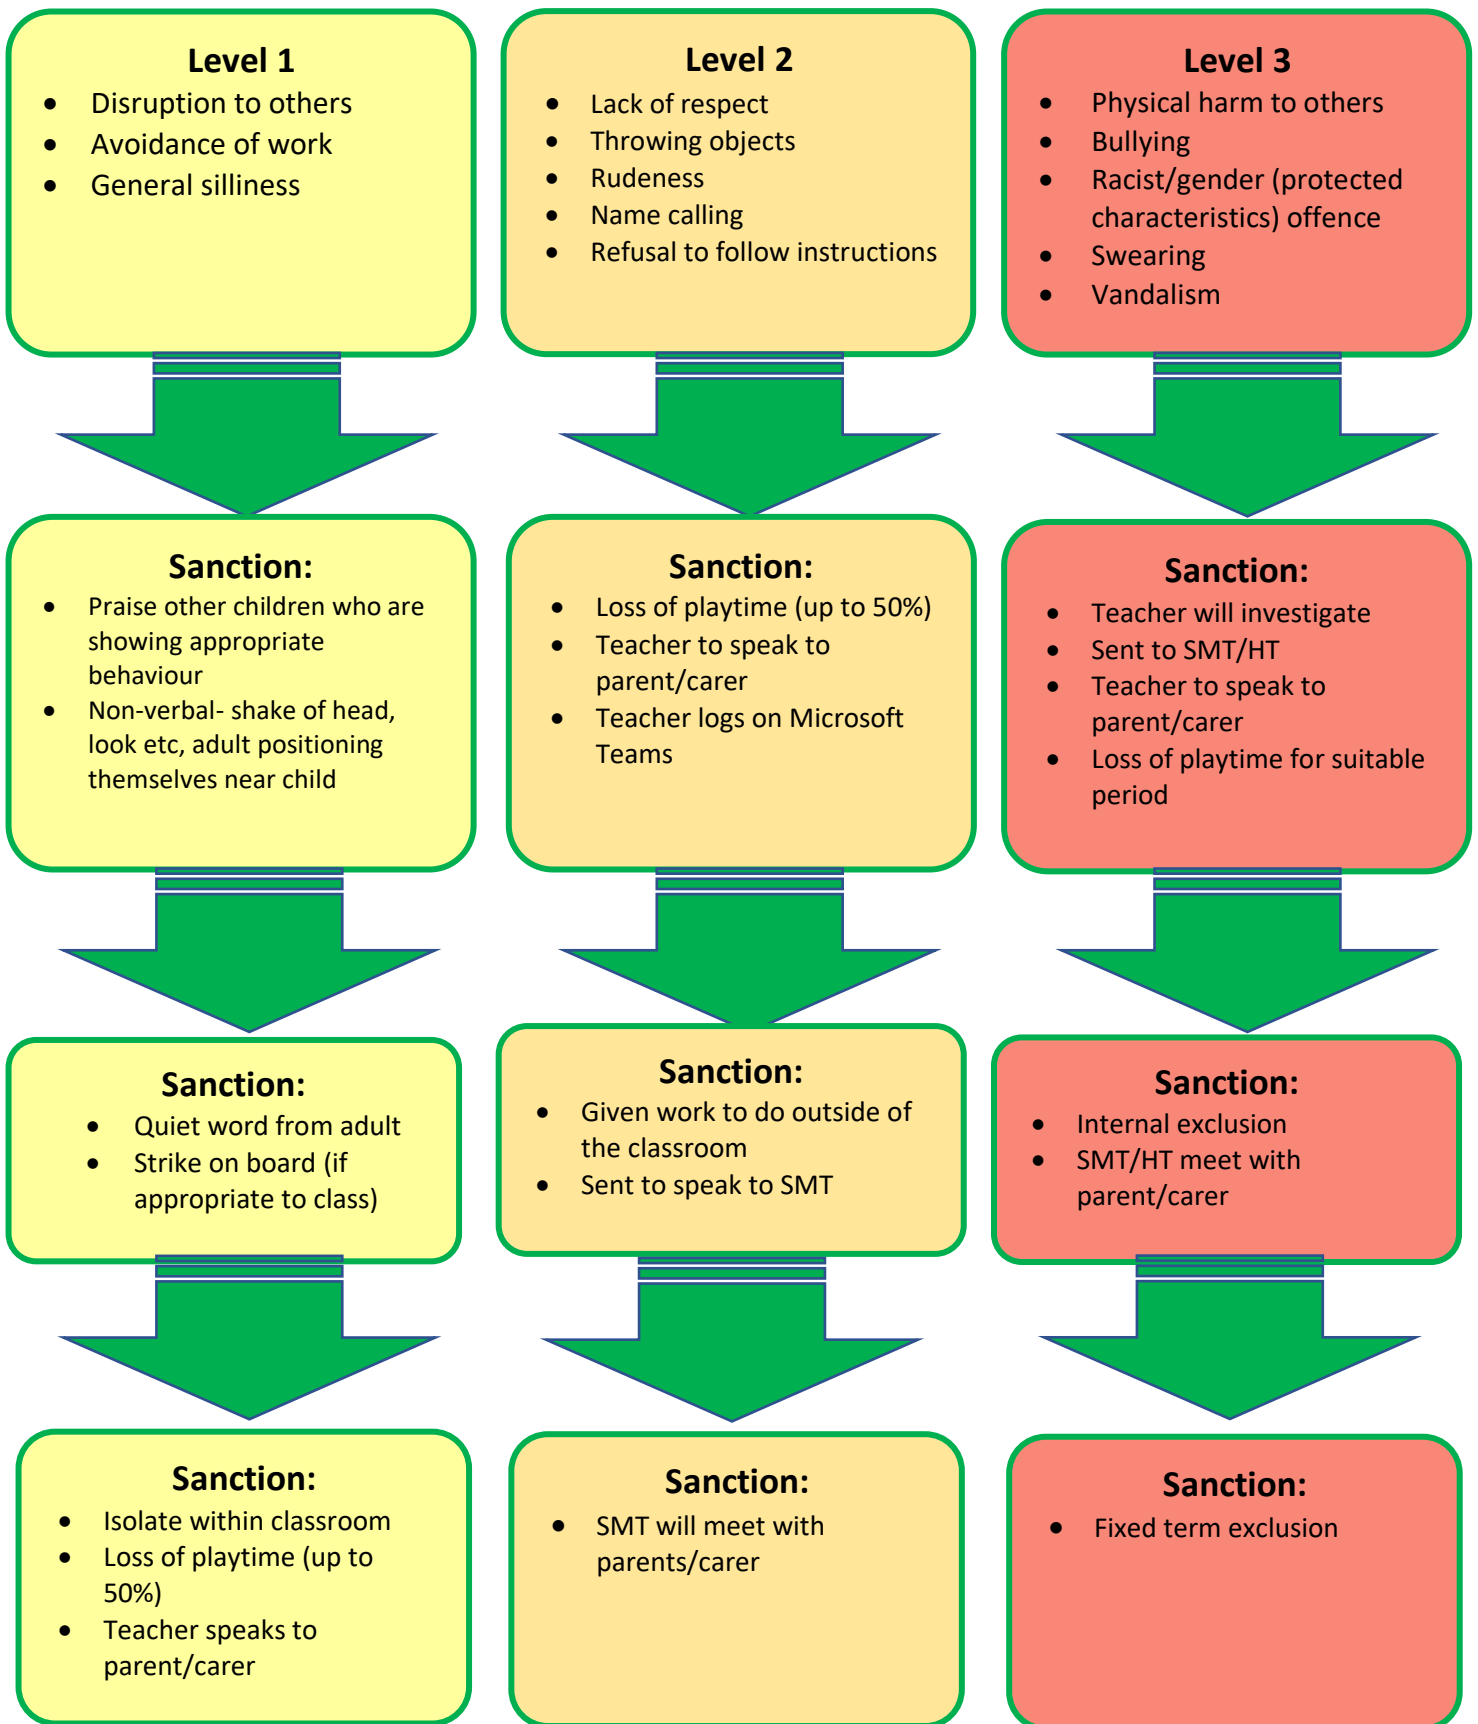 Level 1
• Disruption to others
• Avoidance of work
• General silliness
Sanction:
• Praise other children who are
showing appropriate
behaviour
• Non-verbal- shake of head,
look etc, adult positioning
themselves near child
Sanction:
• Quiet word from adult
• Strike on board (if
appropriate to class)
Sanction:
• Isolate within classroom
• Loss of playtime (up to
50%)
• Teacher speaks to
parent/carer
Level 2
• Lack of respect
• Throwing objects
• Rudeness
• Name calling
• Refusal to follow instructions
Sanction:
• Loss of playtime (up to 50%)
• Teacher to speak to
parent/carer
• Teacher logs on Microsoft
Teams
Sanction:
• Given work to do outside of
the classroom
• Sent to speak to SMT
Sanction:
• SMT will meet with
parents/carer
Level 3
• Physical harm to others
• Bullying
• Racist/gender (protected
characteristics) offence
• Swearing
• Vandalism
Sanction:
• Teacher will investigate
• Sent to SMT/HT
• Teacher to speak to
parent/carer
• Loss of playtime for suitable
period
Sanction:
• Internal exclusion
• SMT/HT meet with
parent/carer
Sanction:
• Fixed term exclusion